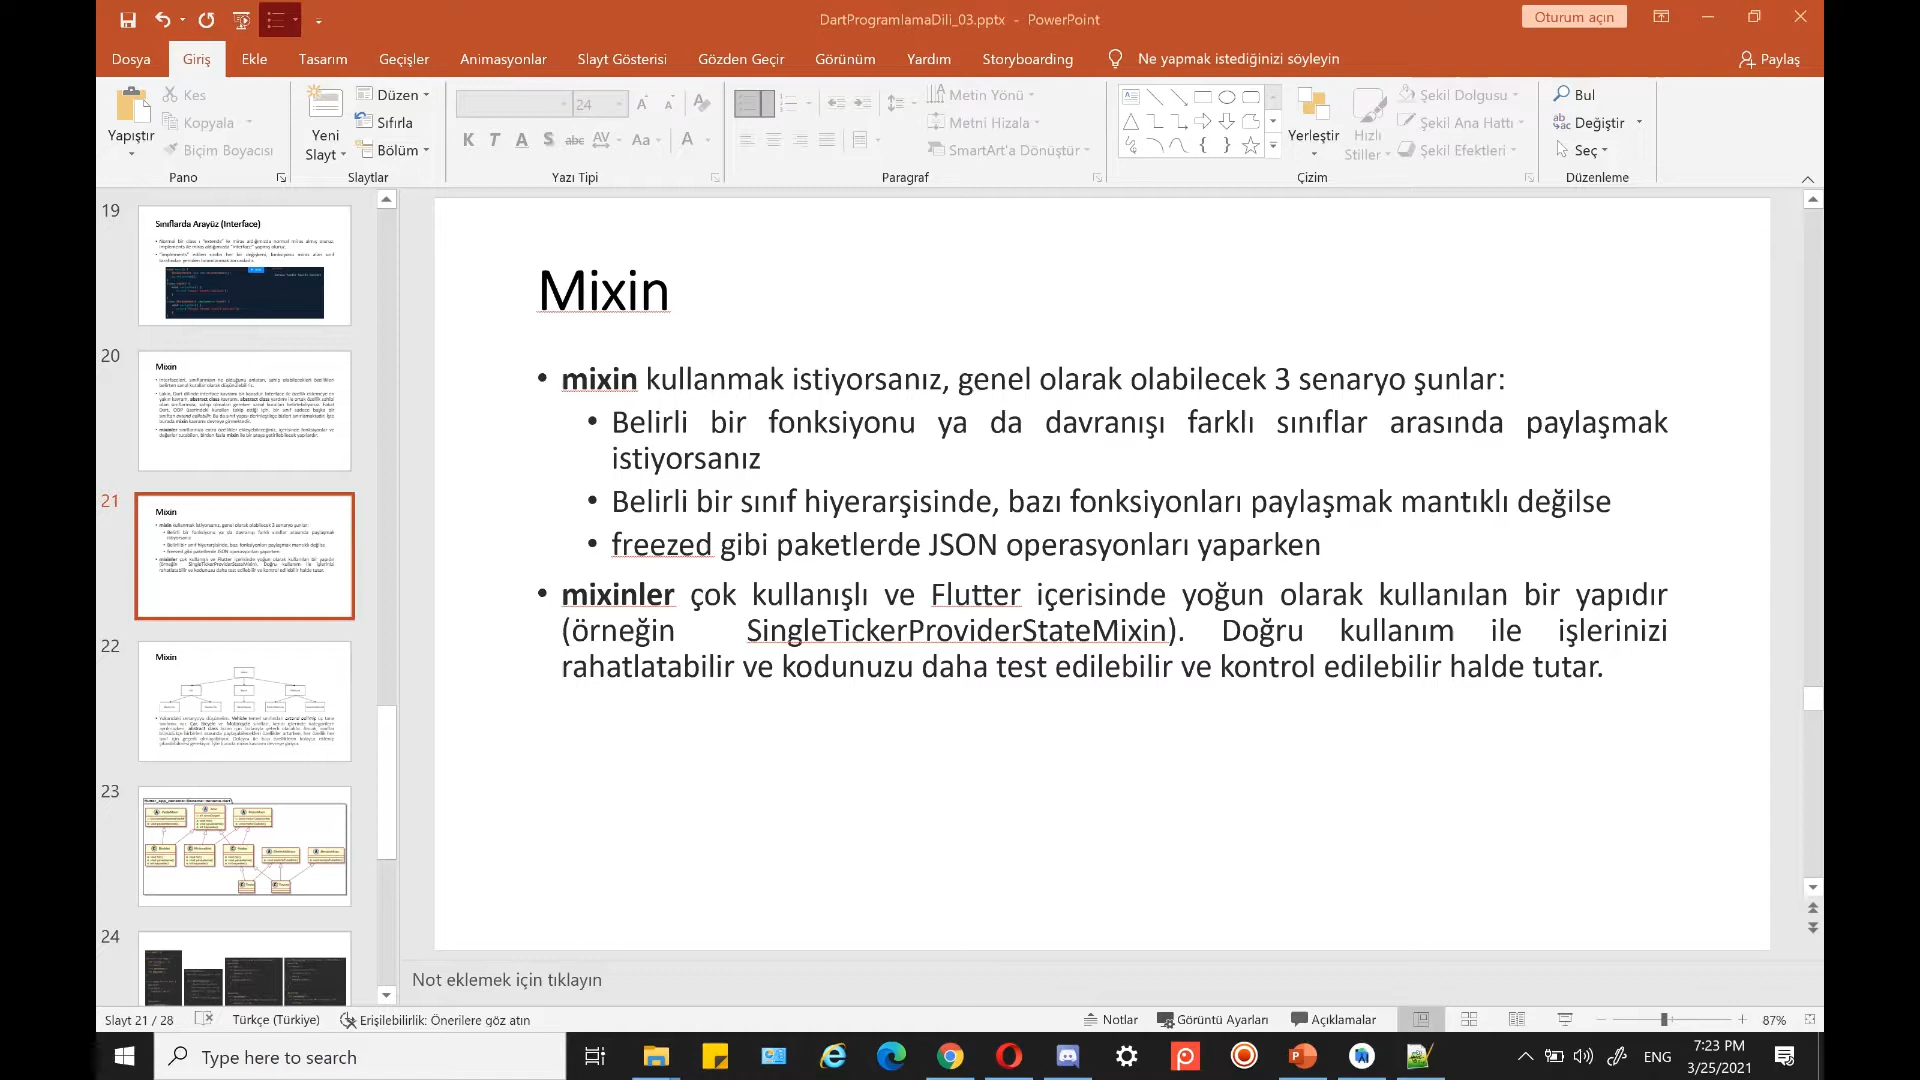 DartProgramlamaDili_03.pptx - PowerPoint
Oturum açın
Dosya Giriş Ekle Tasarım Geçişler Animasyonlar Slayt Gösterisi Gözden Geçir Görünüm Yardım Storyboarding Ne yapmak istediğinizi söyleyin Paylaş
Yapıştır
Kes
Kopyala
Biçim Boyacısı
Pano
Yeni Slayt
Düzen
Sıfırla
Bölüm
Slaytlar
24
K T A S abc AV Aa A
Yazı Tipi
Metin Yönü
Metni Hizala
SmartArt'a Dönüştür
Paragraf
Yerleştir
Hızlı Stiller
Şekil Dolgusu
Şekil Ana Hattı
Şekil Efektleri
Çizim
Bul
Değiştir
Seç
Düzenleme
19
Sınıflarda Arayüz (Interface)
20
Mixin
21
Mixin
22
Mixin
23
24
Mixin
• mixin kullanmak istiyorsanız, genel olarak olabilecek 3 senaryo şunlar:
• Belirli bir fonksiyonu ya da davranışı farklı sınıflar arasında paylaşmak
istiyorsanız
• Belirli bir sınıf hiyerarşisinde, bazı fonksiyonları paylaşmak mantıklı değilse
• freezed gibi paketlerde JSON operasyonları yaparken
• mixinler çok kullanışlı ve Flutter içerisinde yoğun olarak kullanılan bir yapıdır
(örneğin SingleTickerProviderStateMixin). Doğru kullanım ile işlerinizi
rahatlatabilir ve kodunuzu daha test edilebilir ve kontrol edilebilir halde tutar.
Not eklemek için tıklayın
Slayt 21 / 28 Türkçe (Türkiye) Erişilebilirlik: Önerilere göz atın Notlar Görüntü Ayarları Açıklamalar 87%
Type here to search
ENG
7:23 PM
3/25/2021